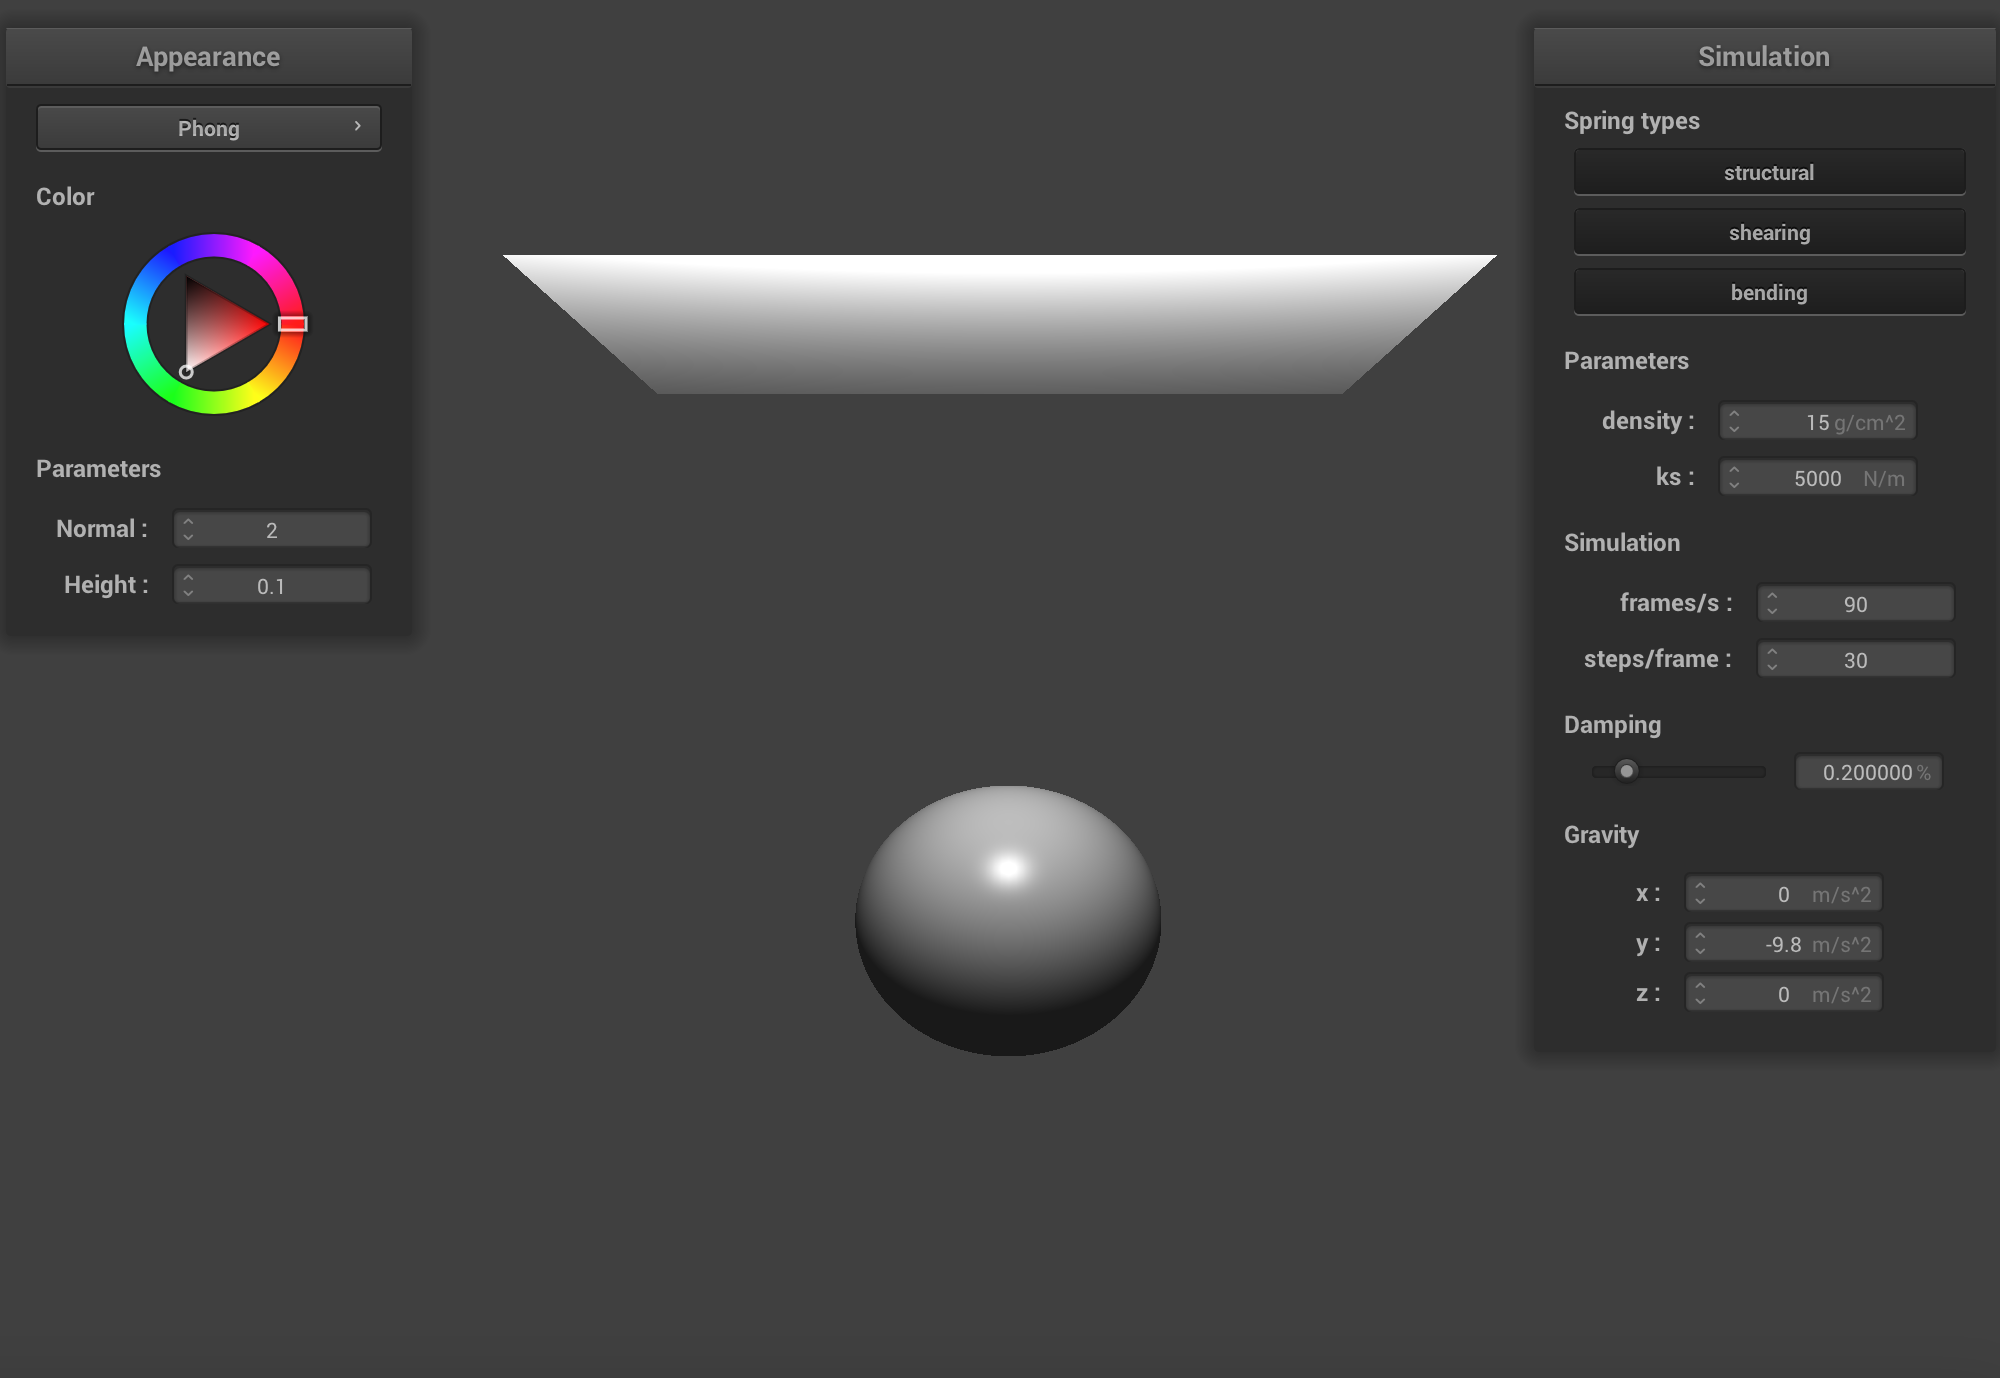 Appearance
Phong
Color
Parameters
Normal : 2
Height : 0.1
Simulation
Spring types
structural
shearing
bending
Parameters
density : 15 g/cm^2
ks : 5000 N/m
Simulation
frames/s : 90
steps/frame : 30
Damping
0.200000 %
Gravity
x : 0 m/s^2
y : -9.8 m/s^2
z : 0 m/s^2